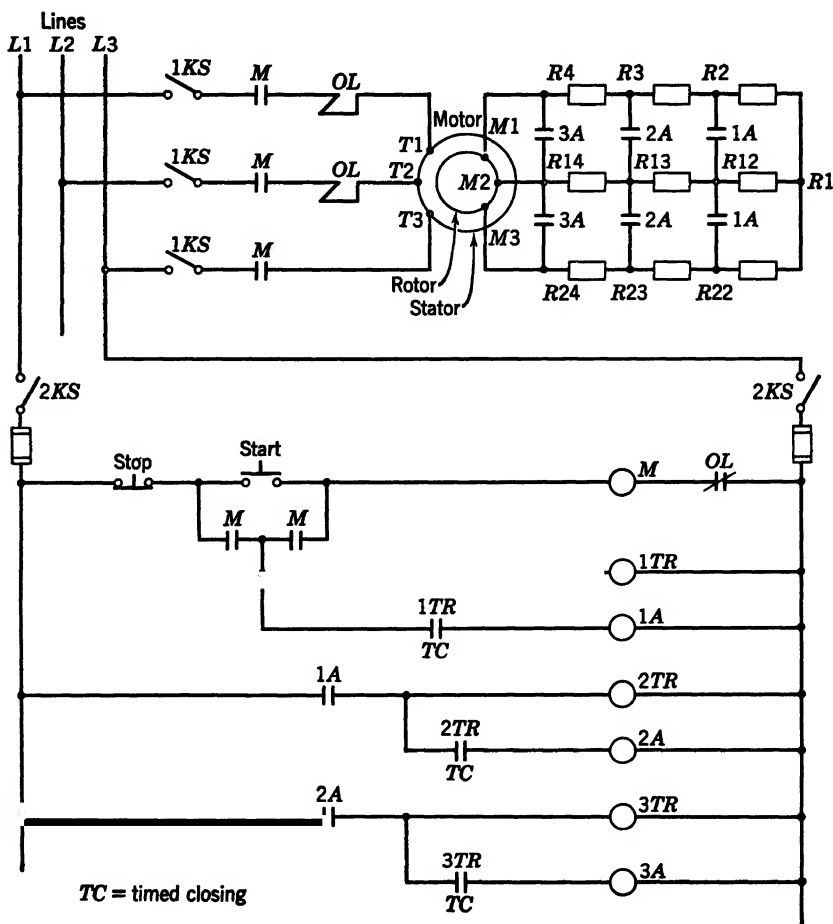 Lines
L1 L2 L3
1KS M OL
R4 R3 R2
Motor M1
T1
3A 2A 1A
1KS M OL
T2
M2
R14 R13 R12
R1
T3
M3
3A 2A 1A
1KS M
Rotor
Stator
R24 R23 R22
2KS
2KS
Stop
Start
M
OL
M M
1TR
1TR
TC
1A
1A
2TR
2TR
TC
2A
2A
3TR
3TR
TC
3A
TC = timed closing